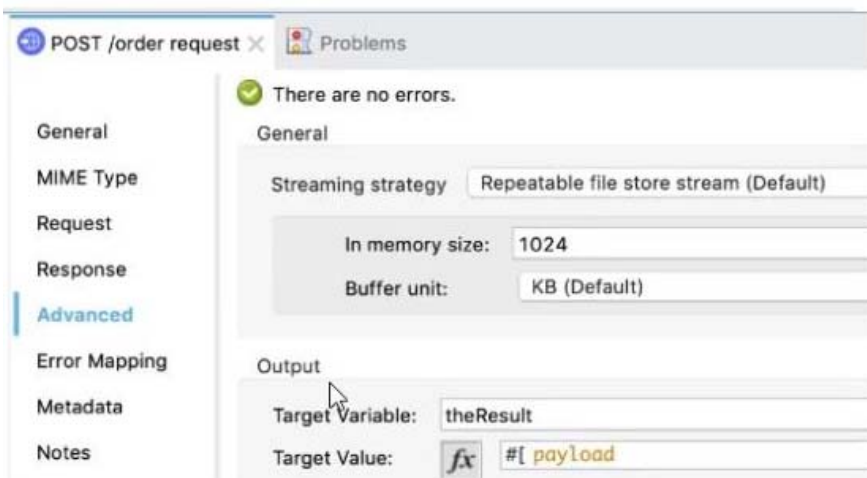 POST /order request
Problems
There are no errors.
General
General
MIME Type
Streaming strategy Repeatable file store stream (Default)
Request
In memory size: 1024
Response
Buffer unit: KB (Default)
Advanced
Error Mapping
Output
Metadata
Target Variable: theResult
Notes
Target Value: fx #[ payload